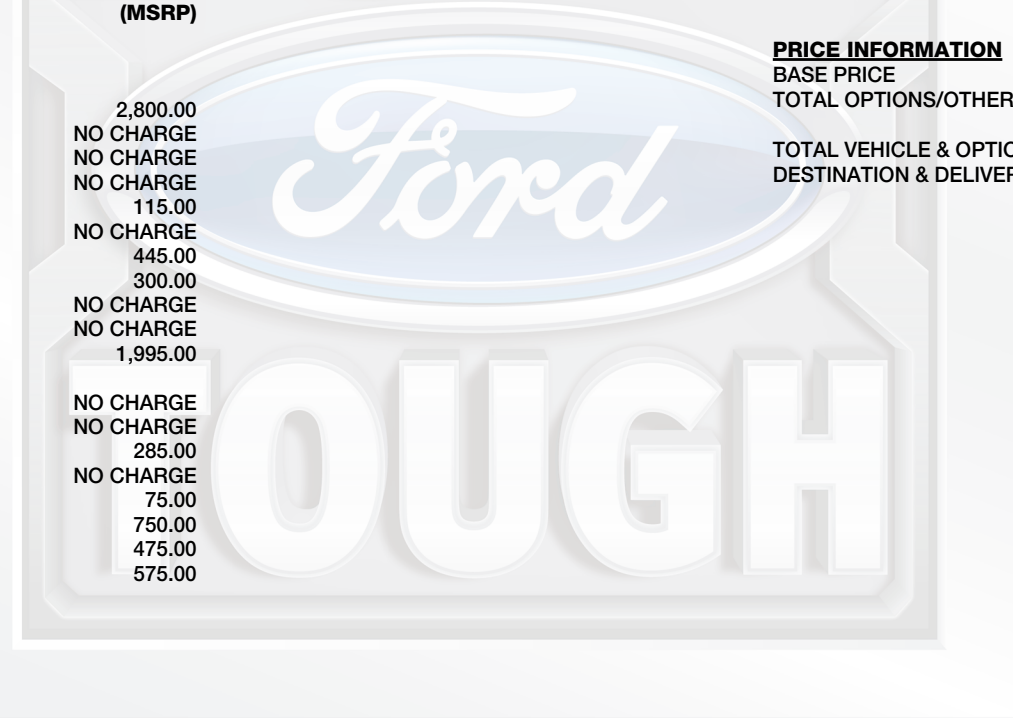 (MSRP)
2,800.00
NO CHARGE
NO CHARGE
NO CHARGE
115.00
NO CHARGE
445.00
300.00
NO CHARGE
NO CHARGE
1,995.00
NO CHARGE
NO CHARGE
285.00
NO CHARGE
75.00
750.00
475.00
575.00
PRICE INFORMATION
BASE PRICE
TOTAL OPTIONS/OTHER
TOTAL VEHICLE & OPTIO
DESTINATION & DELIVER
Ford
TOUGH